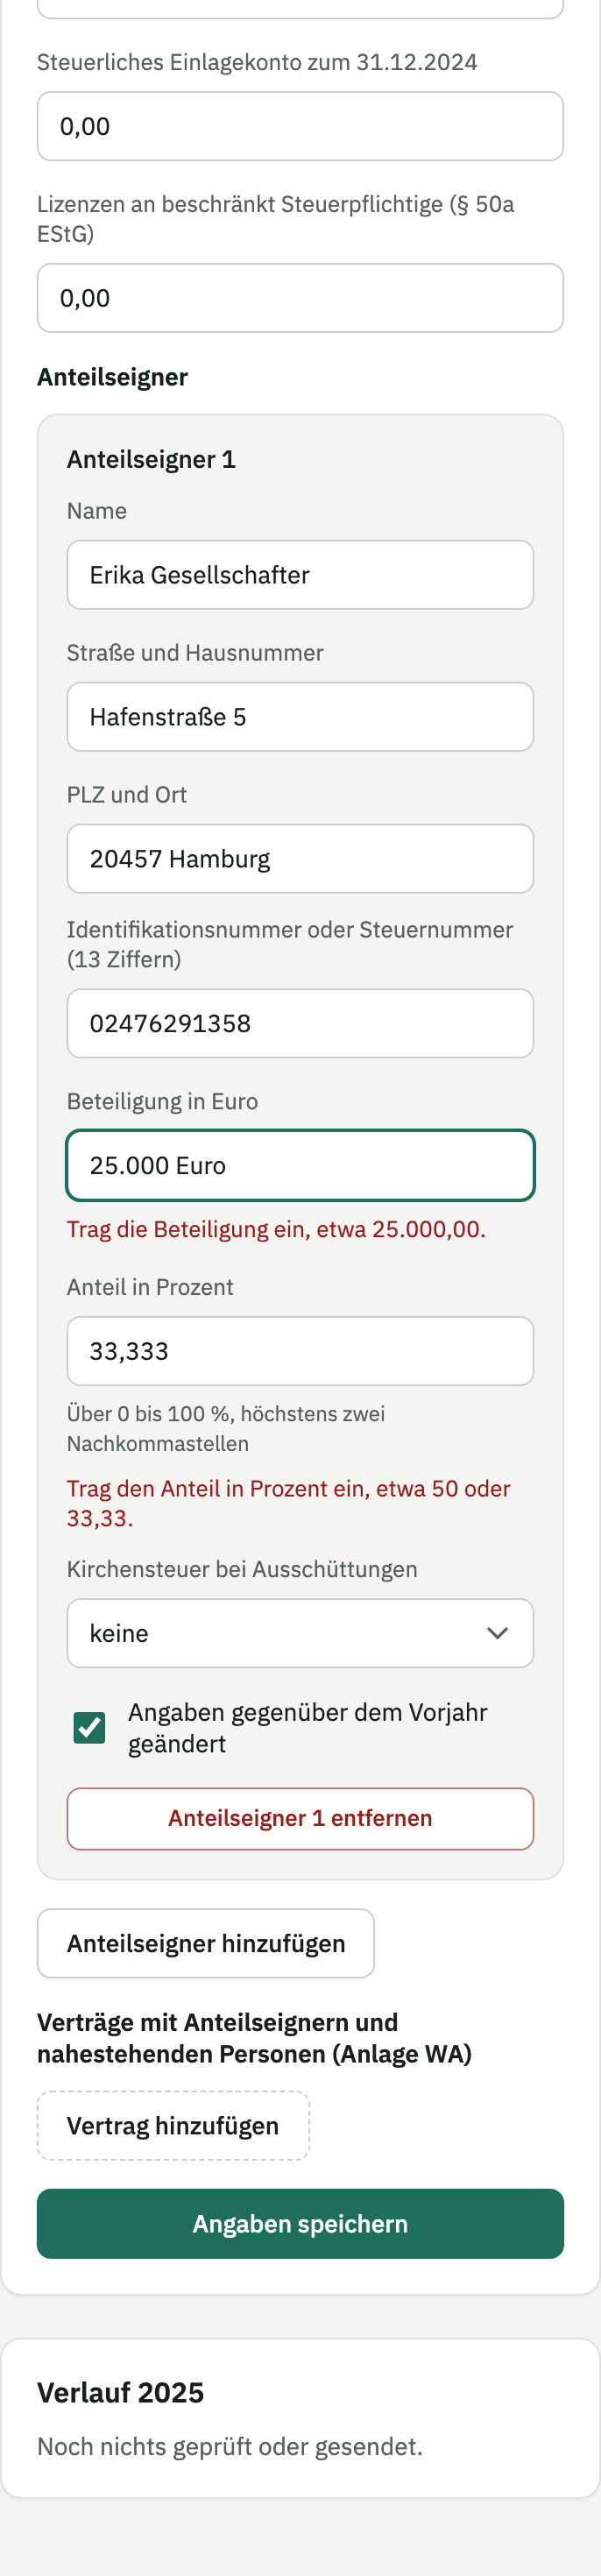 Steuerliches Einlagekonto zum 31.12.2024
0,00
Lizenzen an beschränkt Steuerpflichtige (§ 50a
EStG)
0,00
Anteilseigner
Anteilseigner 1
Name
Erika Gesellschafter
Straße und Hausnummer
Hafenstraße 5
PLZ und Ort
20457 Hamburg
Identifikationsnummer oder Steuernummer
(13 Ziffern)
02476291358
Beteiligung in Euro
25.000 Euro
Trag die Beteiligung ein, etwa 25.000,00.
Anteil in Prozent
33,333
Über 0 bis 100 %, höchstens zwei
Nachkommastellen
Trag den Anteil in Prozent ein, etwa 50 oder
33,33.
Kirchensteuer bei Ausschüttungen
keine
Angaben gegenüber dem Vorjahr
geändert
Anteilseigner 1 entfernen
Anteilseigner hinzufügen
Verträge mit Anteilseignern und
nahestehenden Personen (Anlage WA)
Vertrag hinzufügen
Angaben speichern
Verlauf 2025
Noch nichts geprüft oder gesendet.